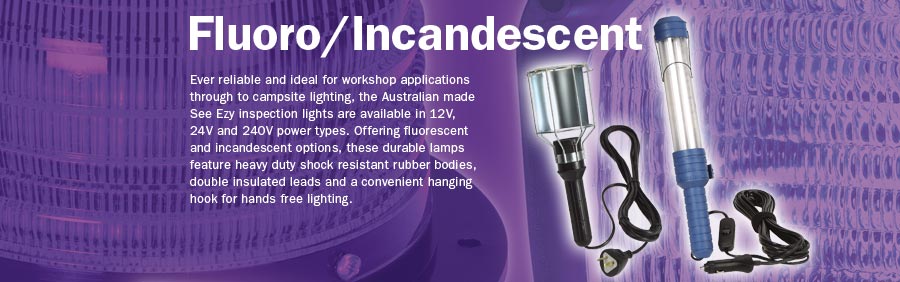 Fluoro/Incandescent
Ever reliable and ideal for workshop applications
through to campsite lighting, the Australian made
See Ezy inspection lights are available in 12V,
24V and 240V power types. Offering fluorescent
and incandescent options, these durable lamps
feature heavy duty shock resistant rubber bodies,
double insulated leads and a convenient hanging
hook for hands free lighting.